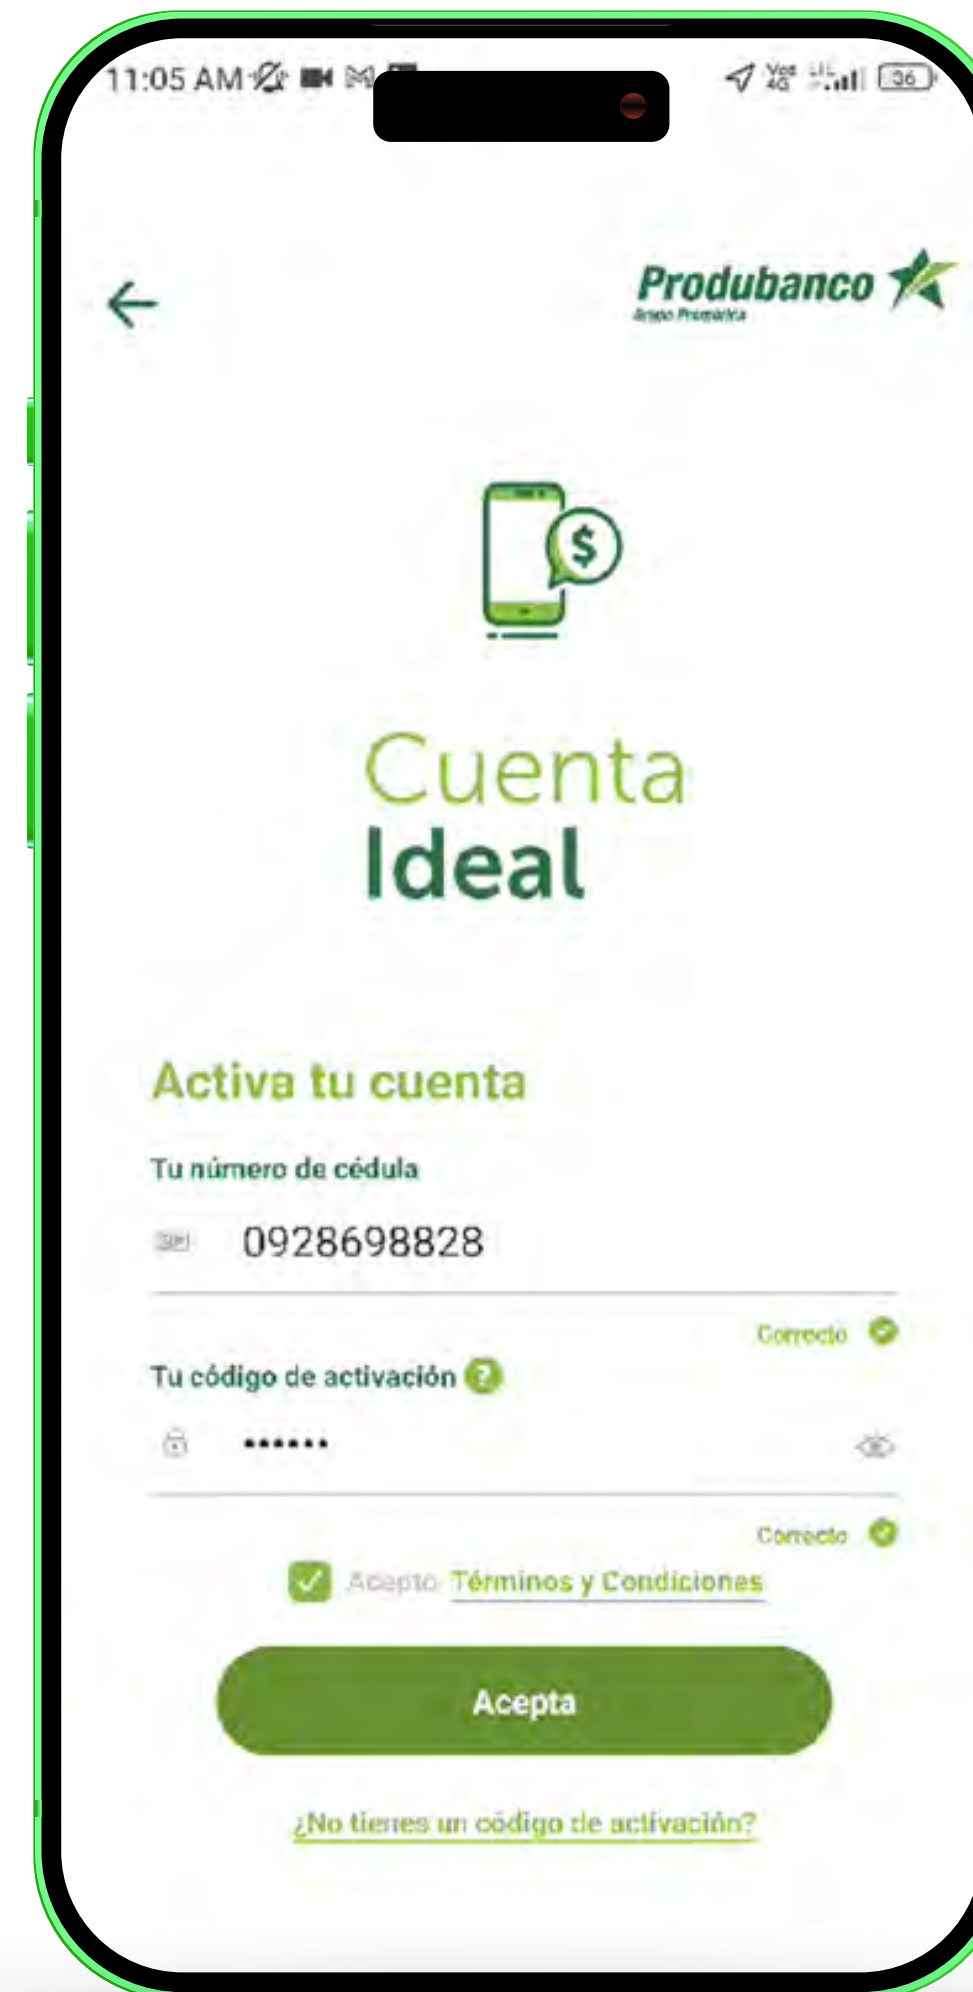 11:05 AM
36
Produbanco
Grupo Promerica
$
Cuenta
Ideal
Activa tu cuenta
Tu número de cédula
0928698828
Correcto
Tu código de activación ?
••••••
Correcto
Acepto Términos y Condiciones
Acepta
¿No tienes un código de activación?